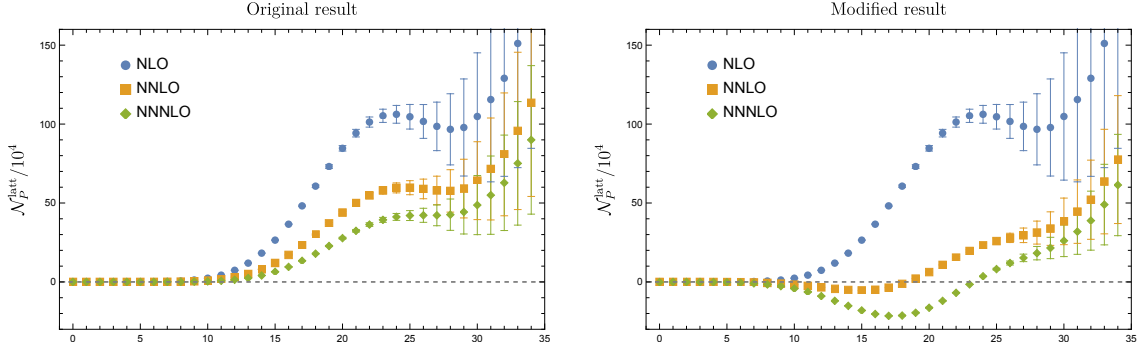 Original result
150
100
50
0
0 5 10 15 20 25 30 35
𝒩_P^latt/10^4
NLO
NNLO
NNNLO
Modified result
150
100
50
0
0 5 10 15 20 25 30 35
𝒩_P^latt/10^4
NLO
NNLO
NNNLO